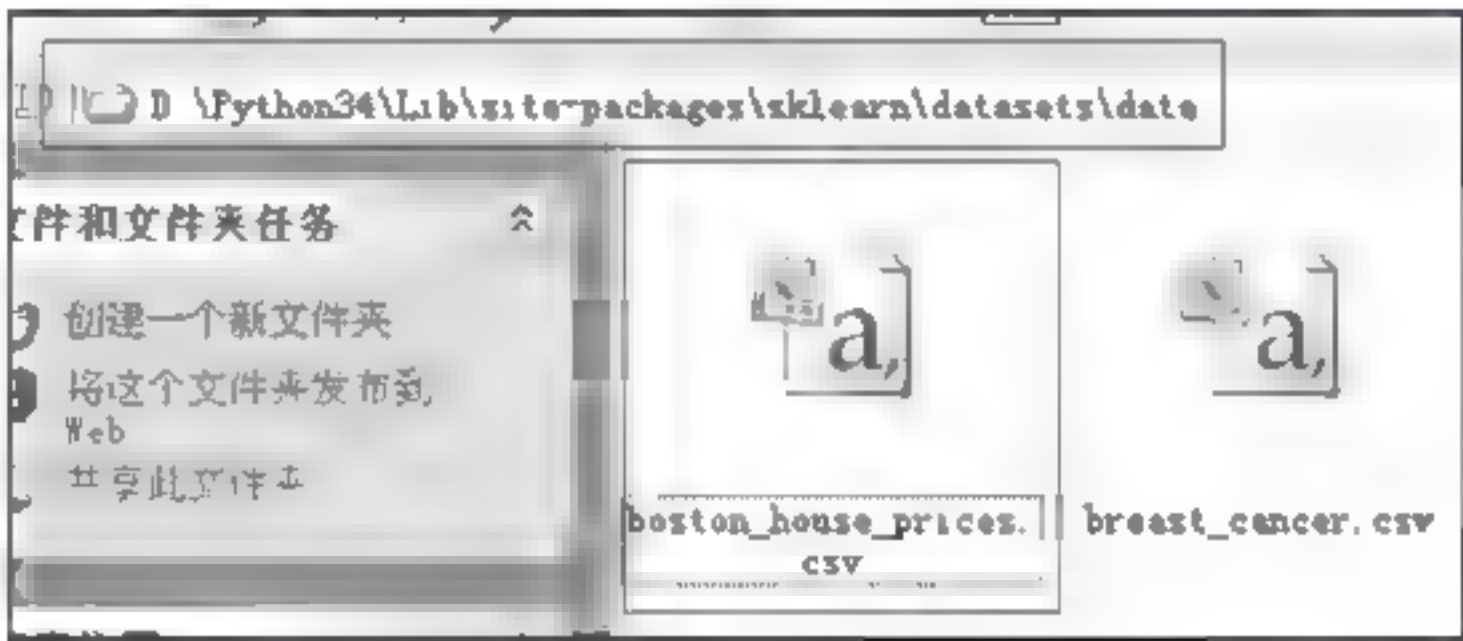 D \Python34\Lib\site-packages\sklearn\datasets\date
文件和文件夹任务
创建一个新文件夹
将这个文件夹发布到
Web
共享此文件夹
boston_house_prices.
csv
breast_cancer.csv